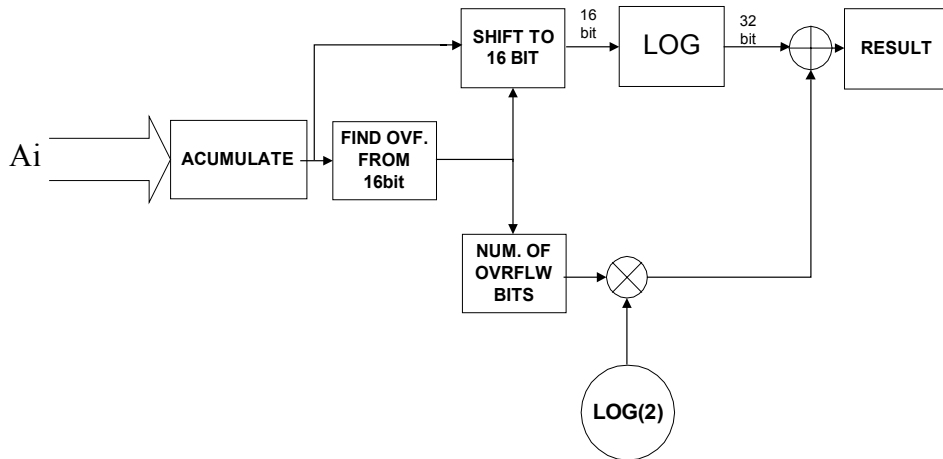 Ai
ACUMULATE
FIND OVF.
FROM
16bit
SHIFT TO
16 BIT
16
bit
LOG
32
bit
RESULT
NUM. OF
OVRFLW
BITS
LOG(2)